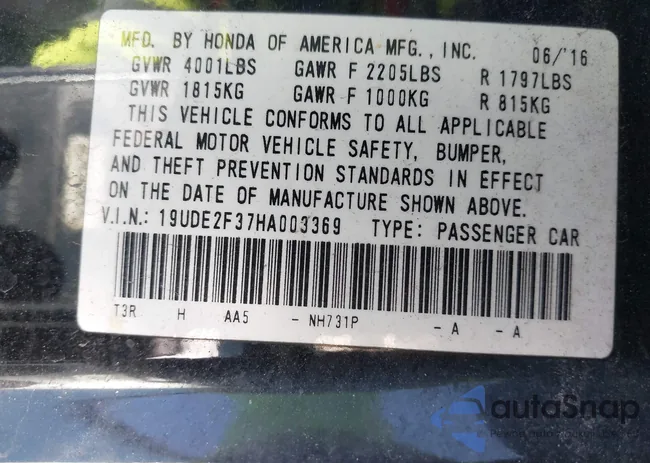 MFD. BY HONDA OF AMERICA MFG., INC. 06/'16
GVWR 4001LBS GAWR F 2205LBS R 1797LBS
GVWR 1815KG GAWR F 1000KG R 815KG
THIS VEHICLE CONFORMS TO ALL APPLICABLE
FEDERAL MOTOR VEHICLE SAFETY, BUMPER,
AND THEFT PREVENTION STANDARDS IN EFFECT
ON THE DATE OF MANUFACTURE SHOWN ABOVE.
V.I.N.: 19UDE2F37HA003369 TYPE: PASSENGER CAR
T3R H AA5 - NH731P - A - A
autoSnap